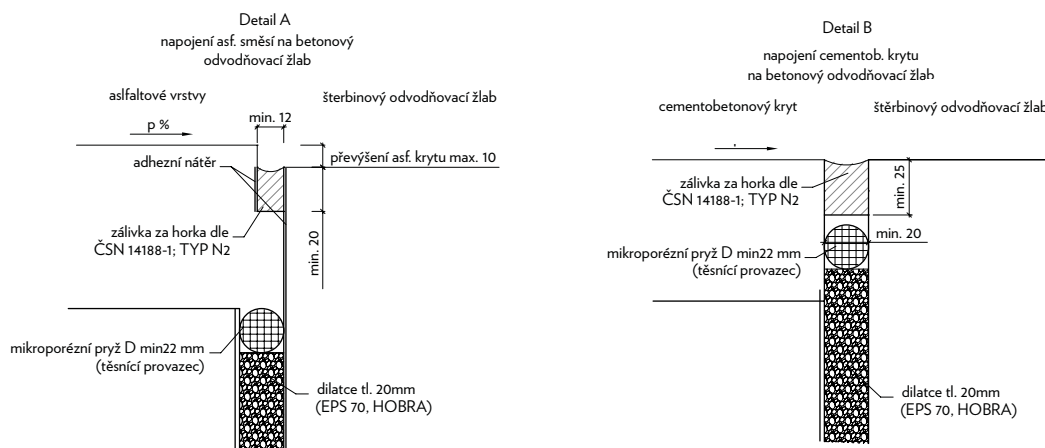 Detail A
napojení asf. směsí na betonový
odvodňovací žlab
aslfaltové vrstvy
šterbinový odvodňovací žlab
min. 12
p %
adhezní nátěr
převýšení asf. krytu max. 10
zálivka za horka dle
ČSN 14188-1; TYP N2
min. 20
mikroporézní pryž D min22 mm
(těsnící provazec)
dilatce tl. 20mm
(EPS 70, HOBRA)
Detail B
napojení cementob. krytu
na betonový odvodňovací žlab
cementobetonový kryt
štěrbinový odvodňovací žlab
zálivka za horka dle
ČSN 14188-1; TYP N2
min. 25
min. 20
mikroporézní pryž D min22 mm
(těsnící provazec)
dilatce tl. 20mm
(EPS 70, HOBRA)